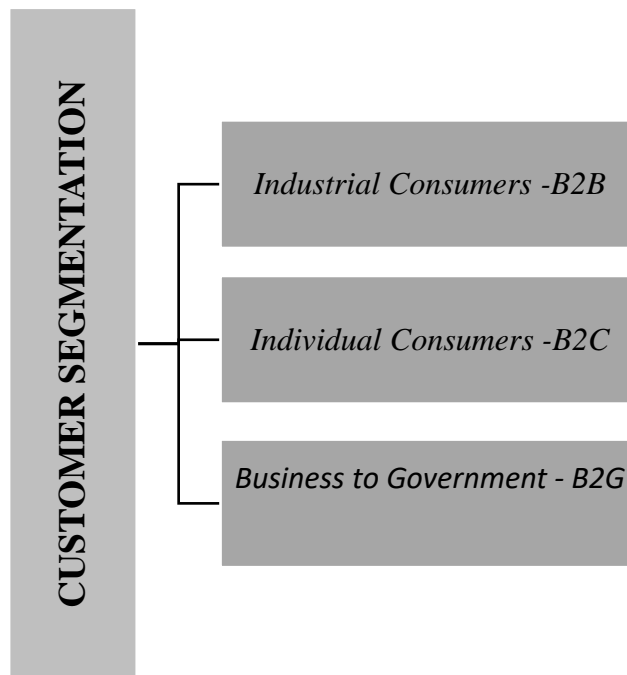 CUSTOMER SEGMENTATION
Industrial Consumers -B2B
Individual Consumers -B2C
Business to Government - B2G